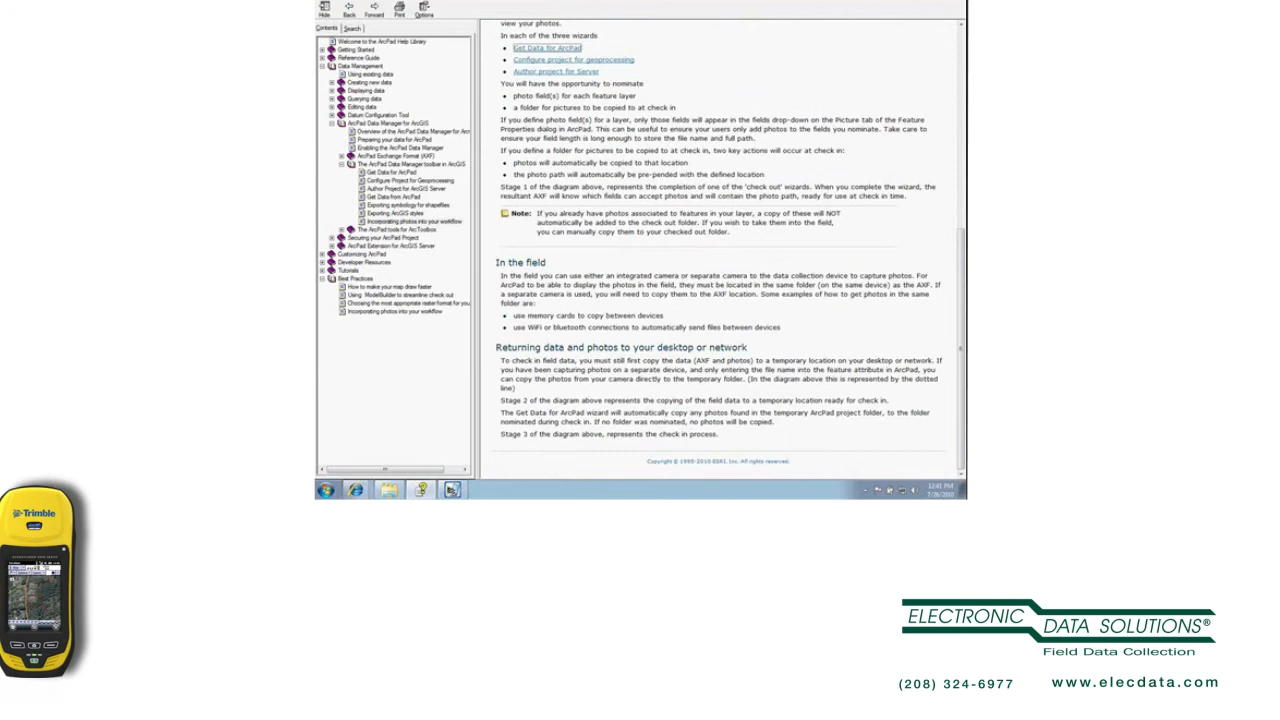 Hide Back Forward Print Options
Contents Search
Welcome to the ArcPad Help Library
Getting Started
Reference Guide
Data Management
Using existing data
Creating new data
Displaying data
Querying data
Editing data
Datum Configuration Tool
ArcPad Data Manager for ArcGIS
Overview of the ArcPad Data Manager for Arc
Preparing your data for ArcPad
Enabling the ArcPad Data Manager
ArcPad Exchange Format (AXF)
The ArcPad Data Manager toolbar in ArcGIS
Get Data for ArcPad
Configure Project for Geoprocessing
Author Project for ArcGIS Server
Get Data from ArcPad
Exporting symbology for shapefiles
Exporting ArcGIS styles
Incorporating photos into your workflow
The ArcPad tools for ArcToolbox
Securing your ArcPad Project
ArcPad Extension for ArcGIS Server
Customizing ArcPad
Developer Resources
Tutorials
Best Practices
How to make your map draw faster
Using ModelBuilder to streamline check out
Choosing the most appropriate raster format for you
Incorporating photos into your workflow
view your photos.
In each of the three wizards
Get Data for ArcPad
Configure project for geoprocessing
Author project for Server
You will have the opportunity to nominate
photo field(s) for each feature layer
a folder for pictures to be copied to at check in
If you define photo field(s) for a layer, only those fields will appear in the fields drop-down on the Picture tab of the Feature
Properties dialog in ArcPad. This can be useful to ensure your users only add photos to the fields you nominate. Take care to
ensure your field length is long enough to store the file name and full path.
If you define a folder for pictures to be copied to at check in, two key actions will occur at check in:
photos will automatically be copied to that location
the photo path will automatically be pre-pended with the defined location
Stage 1 of the diagram above, represents the completion of one of the 'check out' wizards. When you complete the wizard, the
resultant AXF will know which fields can accept photos and will contain the photo path, ready for use at check in time.
Note: If you already have photos associated to features in your layer, a copy of these will NOT
automatically be added to the check out folder. If you wish to take them into the field,
you can manually copy them to your checked out folder.
In the field
In the field you can use either an integrated camera or separate camera to the data collection device to capture photos. For
ArcPad to be able to display the photos in the field, they must be located in the same folder (on the same device) as the AXF. If
a separate camera is used, you will need to copy them to the AXF location. Some examples of how to get photos in the same
folder are:
use memory cards to copy between devices
use WiFi or bluetooth connections to automatically send files between devices
Returning data and photos to your desktop or network
To check in field data, you must still first copy the data (AXF and photos) to a temporary location on your desktop or network. If
you have been capturing photos on a separate device, and only entering the file name into the feature attribute in ArcPad, you
can copy the photos from your camera directly to the temporary folder. (In the diagram above this is represented by the dotted
line)
Stage 2 of the diagram above represents the copying of the field data to a temporary location ready for check in.
The Get Data for ArcPad wizard will automatically copy any photos found in the temporary ArcPad project folder, to the folder
nominated during check in. If no folder was nominated, no photos will be copied.
Stage 3 of the diagram above, represents the check in process.
Copyright © 1995-2010 ESRI, Inc. All rights reserved.
12:41 PM
7/26/2010
Trimble
ELECTRONIC
DATA SOLUTIONS®
Field Data Collection
(208) 324-6977 www.elecdata.com